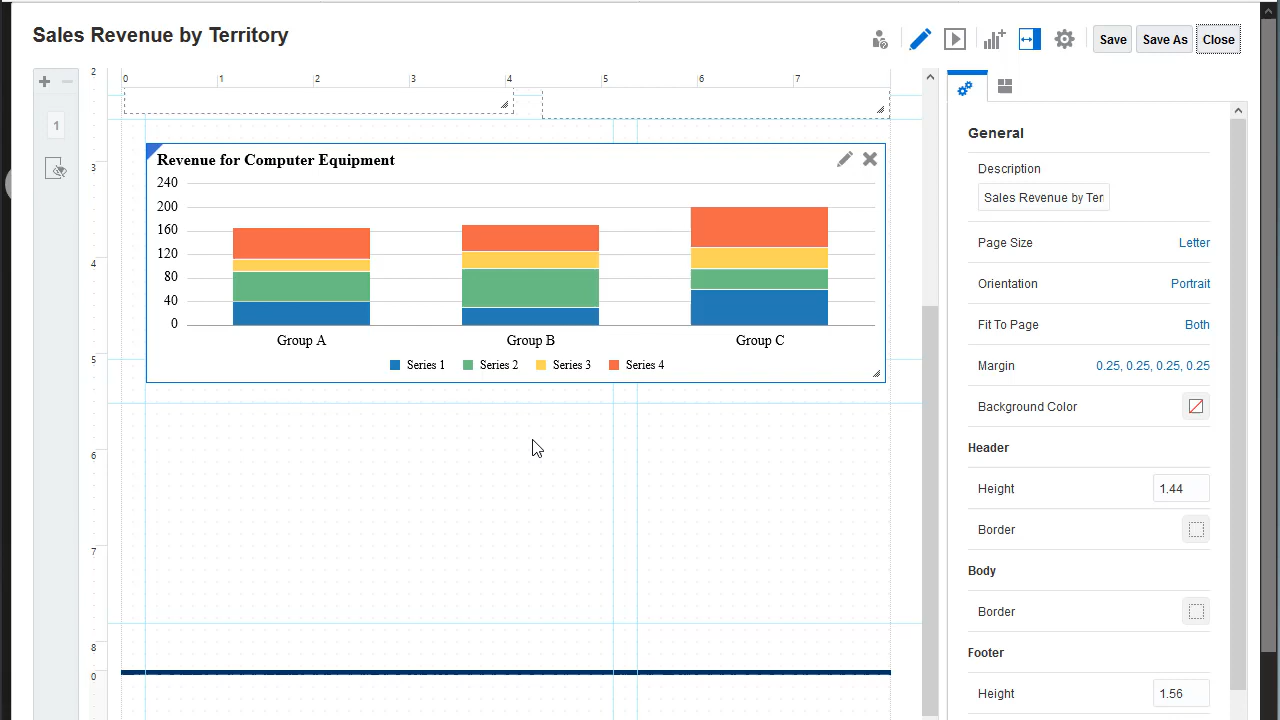 Sales Revenue by Territory
Save
Save As
Close
1
2
3
4
5
6
7
8
0
0
1
2
3
4
5
6
7
Revenue for Computer Equipment
240
200
160
120
80
40
0
Group A
Group B
Group C
Series 1
Series 2
Series 3
Series 4
General
Description
Sales Revenue by Ter
Page Size
Letter
Orientation
Portrait
Fit To Page
Both
Margin
0.25, 0.25, 0.25, 0.25
Background Color
Header
Height
1.44
Border
Body
Border
Footer
Height
1.56